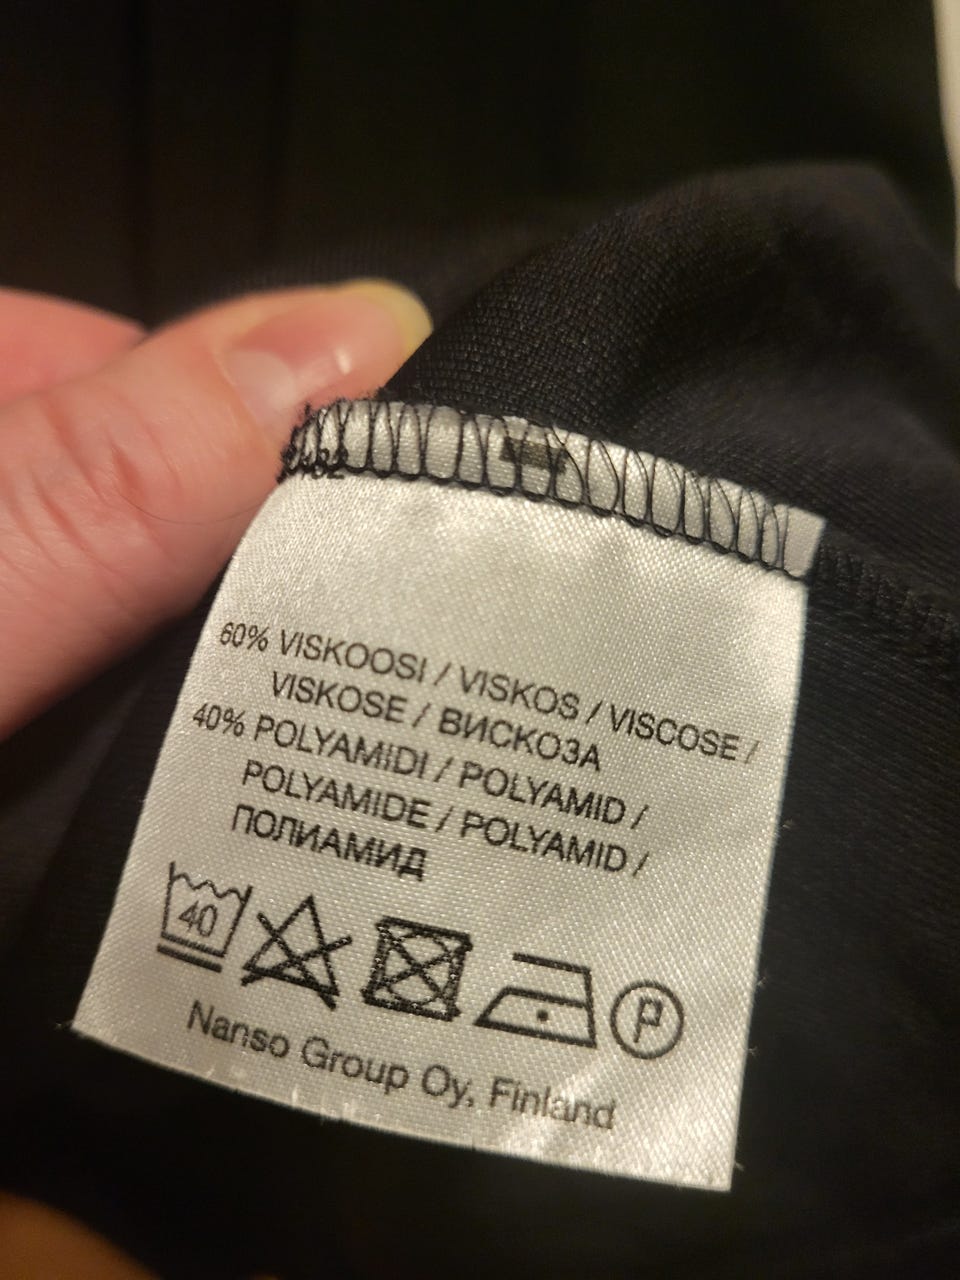 60% VISKOOSI / VISKOS / VISCOSE /
VISKOSE / ВИСКОЗА
40% POLYAMIDI / POLYAMID /
POLYAMIDE / POLYAMID /
ПОЛИАМИД
40
P
Nanso Group Oy, Finland